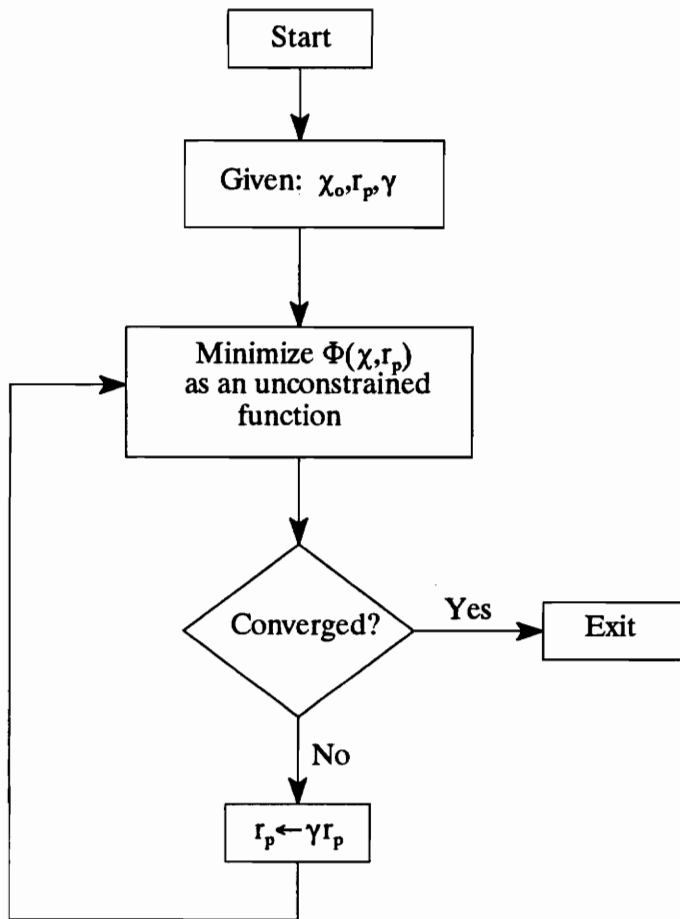 Start
Given: χₒ,rₚ,γ
Minimize Φ(χ,rₚ)
as an unconstrained
function
Converged?
Yes
Exit
No
rₚ←γrₚ